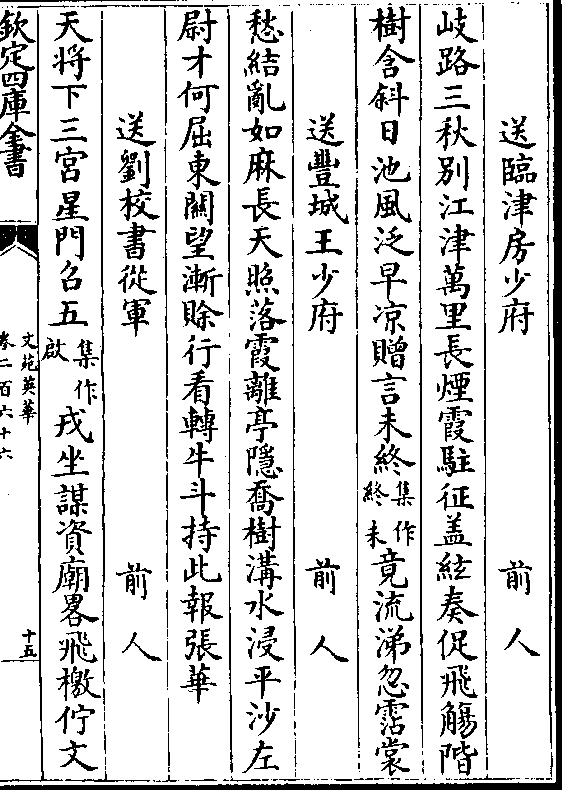 送臨津房少府　前人
岐路三秋别江津萬里長煙霞駐征盖絃奏促飛觴階
樹含斜日池風泛早凉贈言未終集作終未竟流涕忽霑裳
送豐城王少府　前人
愁結亂如麻長天照落霞離亭隱喬樹溝水浸平沙左
尉才何屈東關望漸賖行看轉牛斗持此報張華
送劉校書從軍　前人
天将下三宫星門召五集作啟戎坐謀資廟畧飛檄佇文
欽定四庫全書
文苑英華
卷二百六十六
十五